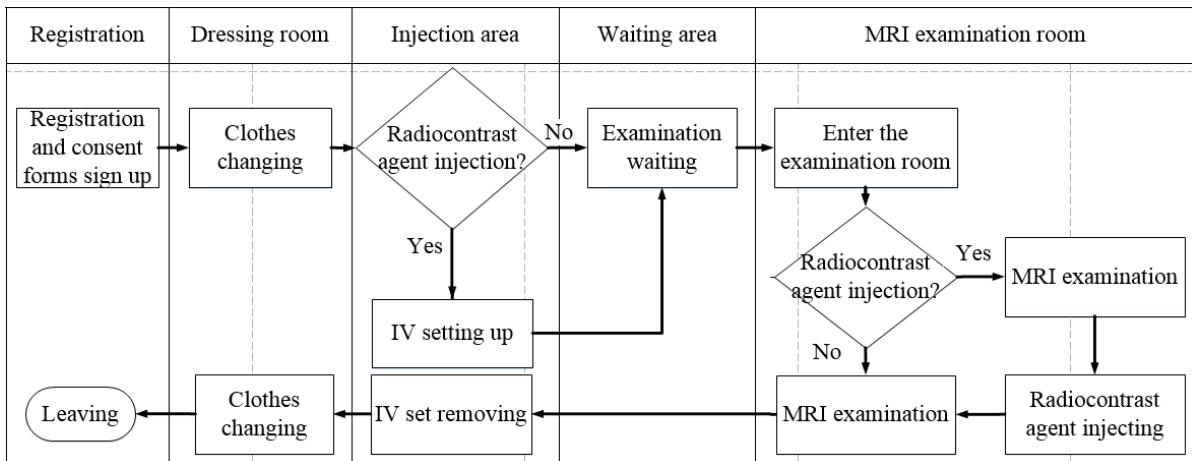 Registration
Dressing room
Injection area
Waiting area
MRI examination room
Registration
and consent
forms sign up
Clothes
changing
Radiocontrast
agent injection?
No
Examination
waiting
Enter the
examination room
Yes
Radiocontrast
agent injection?
Yes
MRI examination
IV setting up
No
Leaving
Clothes
changing
IV set removing
MRI examination
Radiocontrast
agent injecting